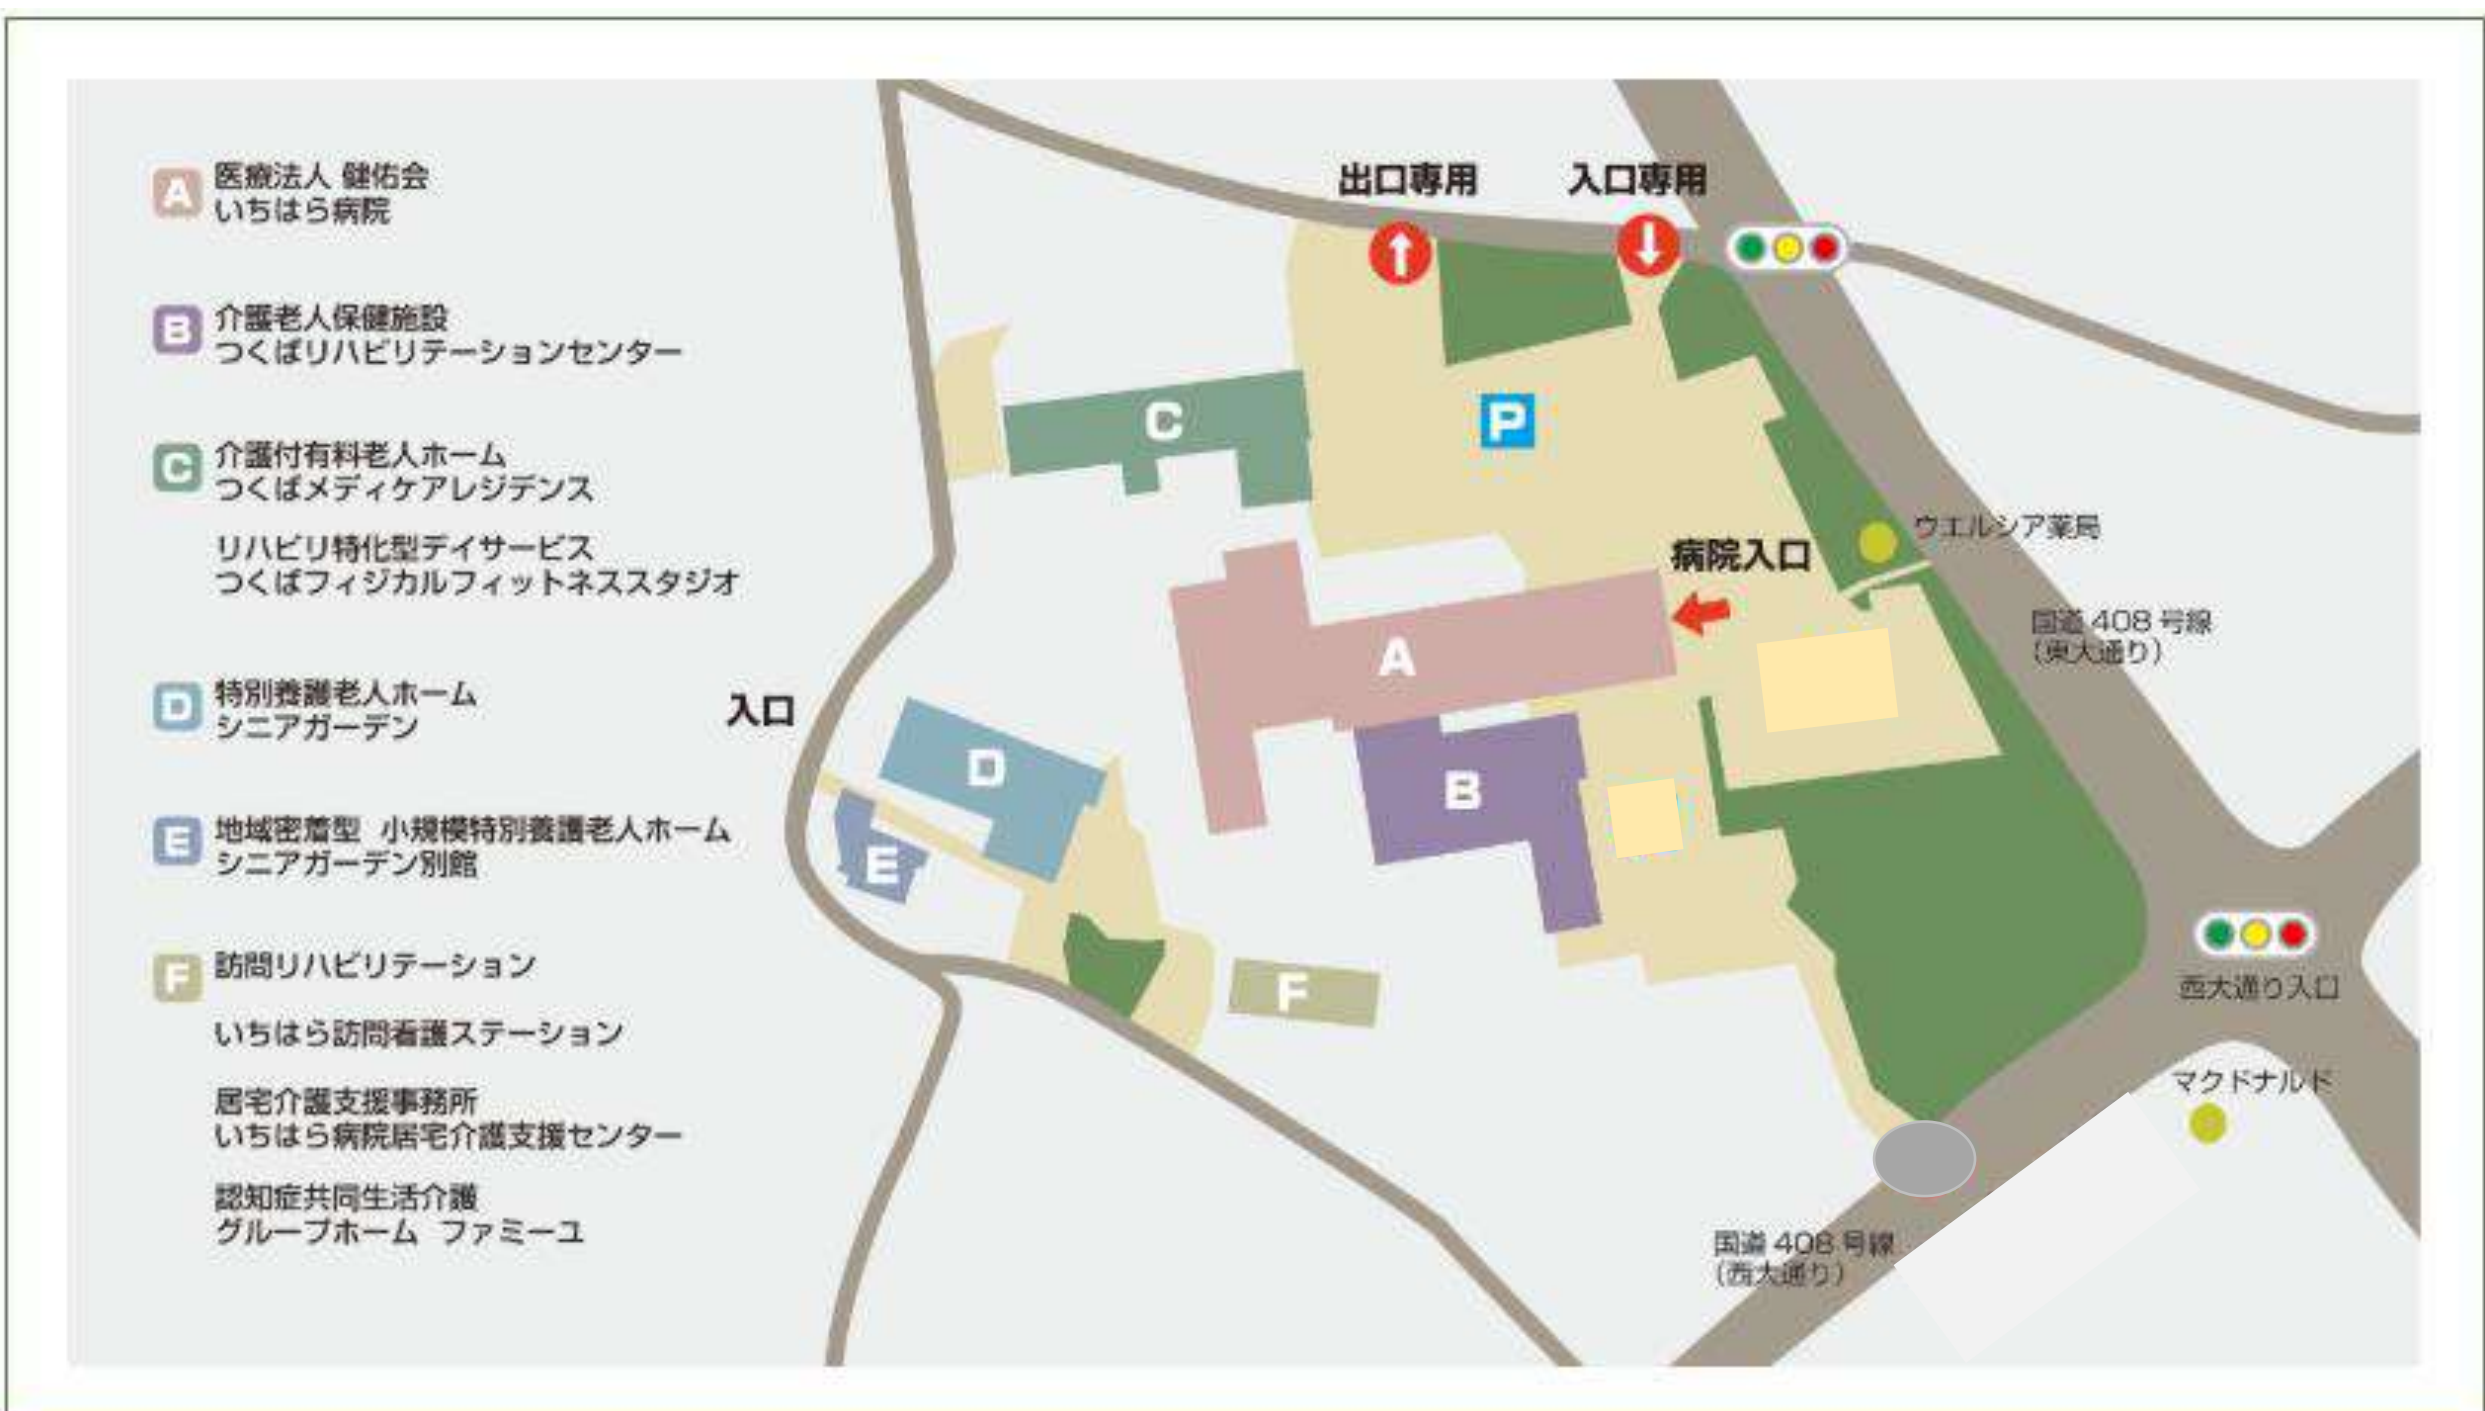 A
医療法人 健佑会
いちはら病院
B
介護老人保健施設
つくばリハビリテーションセンター
C
介護付有料老人ホーム
つくばメディケアレジデンス
リハビリ特化型デイサービス
つくばフィジカルフィットネススタジオ
D
特別養護老人ホーム
シニアガーデン
E
地域密着型 小規模特別養護老人ホーム
シニアガーデン別館
F
訪問リハビリテーション
いちはら訪問看護ステーション
居宅介護支援事務所
いちはら病院居宅介護支援センター
認知症共同生活介護
グループホーム ファミーユ
出口専用
入口専用
C
P
ウエルシア薬局
病院入口
国道 408 号線
（東大通り）
A
入口
D
B
E
F
西大通り入口
マクドナルド
国道 408 号線
（西大通り）